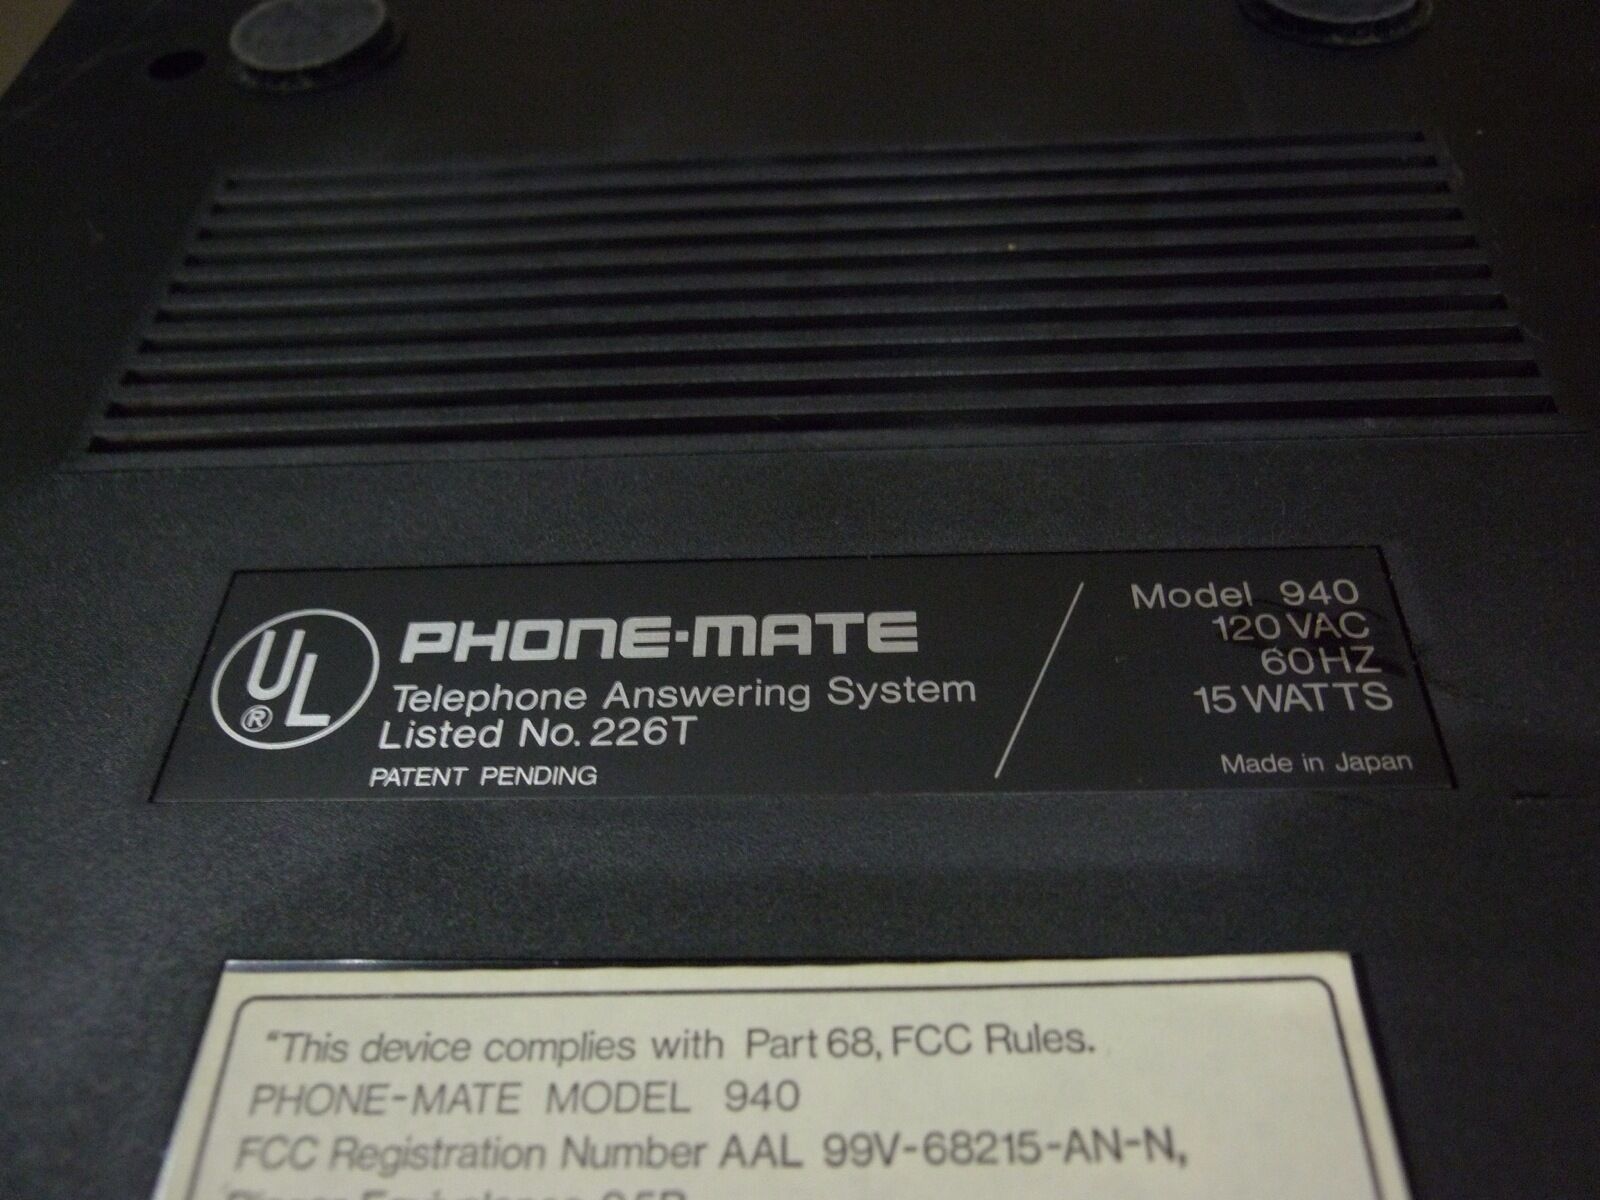 UL
®
PHONE-MATE
Telephone Answering System
Listed No. 226T
PATENT PENDING
Model 940
120 VAC
60 HZ
15 WATTS
Made in Japan
"This device complies with Part 68, FCC Rules.
PHONE-MATE MODEL 940
FCC Registration Number AAL 99V-68215-AN-N,